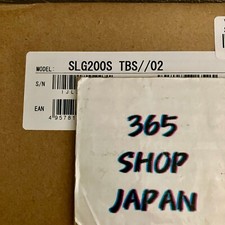 MODEL: SLG200S TBS//02
S/N
EAN
365
SHOP
JAPAN